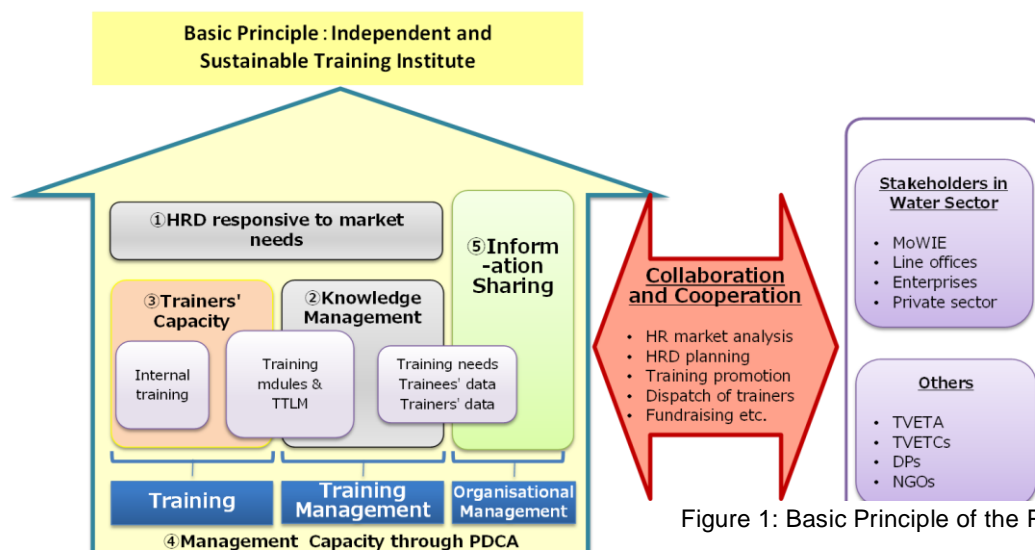 Basic Principle：Independent and
Sustainable Training Institute
①HRD responsive to market
needs
⑤Inform
-ation
Sharing
③Trainers'
Capacity
②Knowledge
Management
Internal
training
Training
mdules &
TTLM
Training needs
Trainees' data
Trainers' data
Training
Training
Management
Organisational
Management
④Management Capacity through PDCA
Collaboration
and Cooperation
• HR market analysis
• HRD planning
• Training promotion
• Dispatch of trainers
• Fundraising etc.
Stakeholders in
Water Sector
• MoWIE
• Line offices
• Enterprises
• Private sector
Others
• TVETA
• TVETCs
• DPs
• NGOs
Figure 1: Basic Principle of the